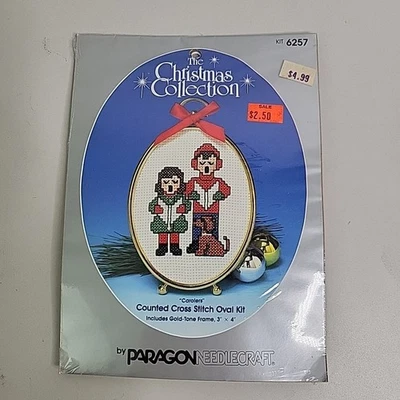 KIT 6257
The
Christmas
Collection
$4.99
SALE
$2.50
"Carolers"
Counted Cross Stitch Oval Kit
Includes Gold-Tone Frame, 3" x 4"
by PARAGON NEEDLECRAFT